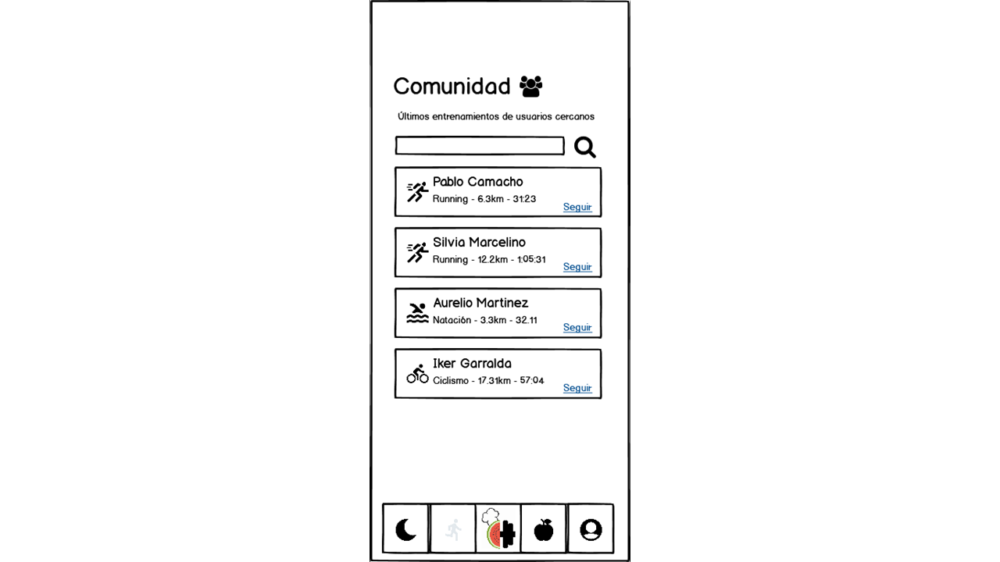 Comunidad
Últimos entrenamientos de usuarios cercanos
Pablo Camacho
Running - 6.3km - 31:23
Seguir
Silvia Marcelino
Running - 12.2km - 1:05:31
Seguir
Aurelio Martinez
Natación - 3.3km - 32.11
Seguir
Iker Garralda
Ciclismo - 17.31km - 57:04
Seguir